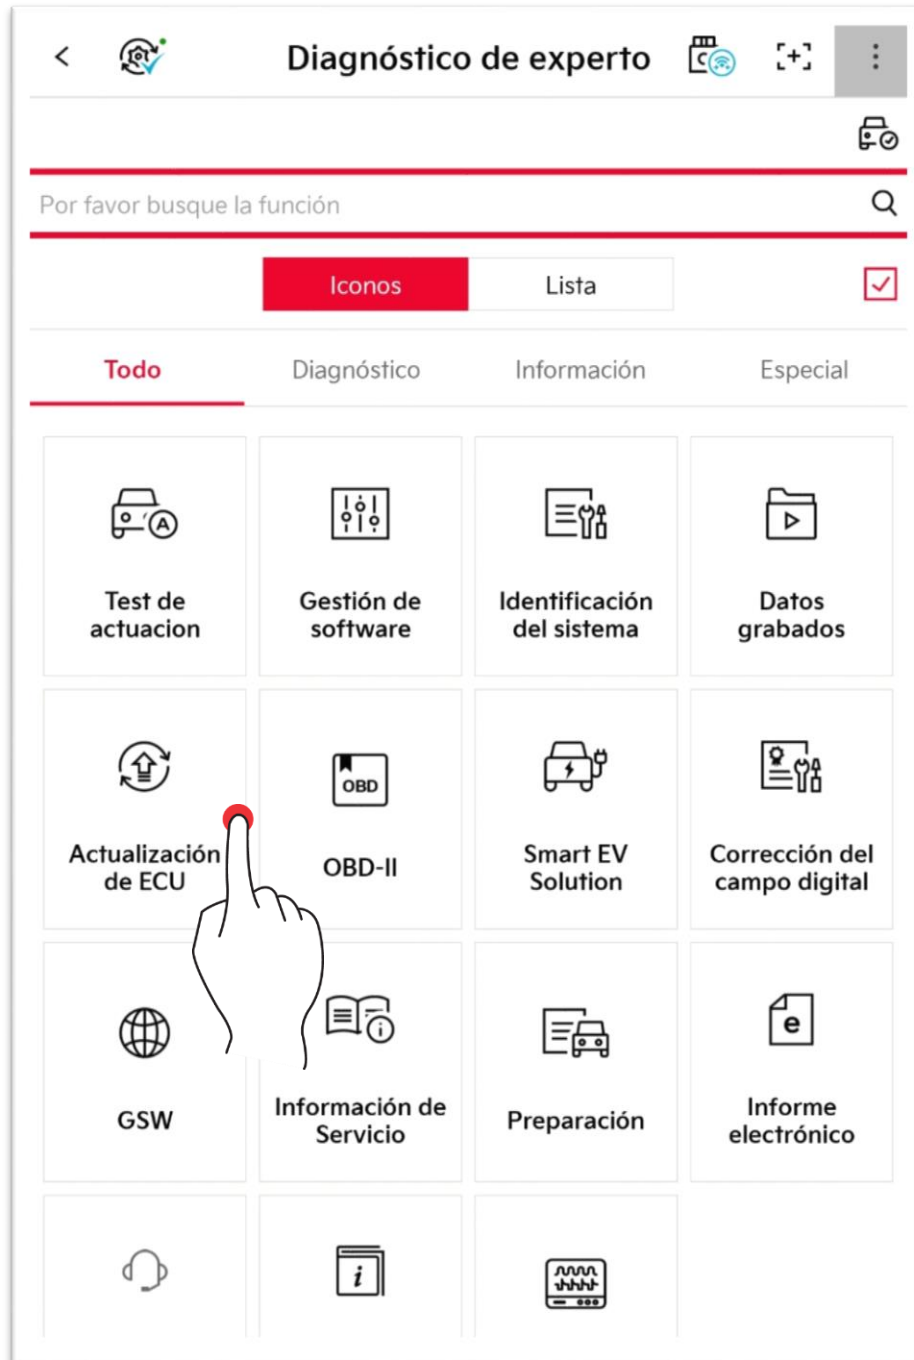 Diagnóstico de experto
Por favor busque la función
Iconos
Lista
Todo
Diagnóstico
Información
Especial
Test de
actuacion
Gestión de
software
Identificación
del sistema
Datos
grabados
Actualización
de ECU
OBD
OBD-II
Smart EV
Solution
Corrección del
campo digital
GSW
Información de
Servicio
Preparación
e
Informe
electrónico
i